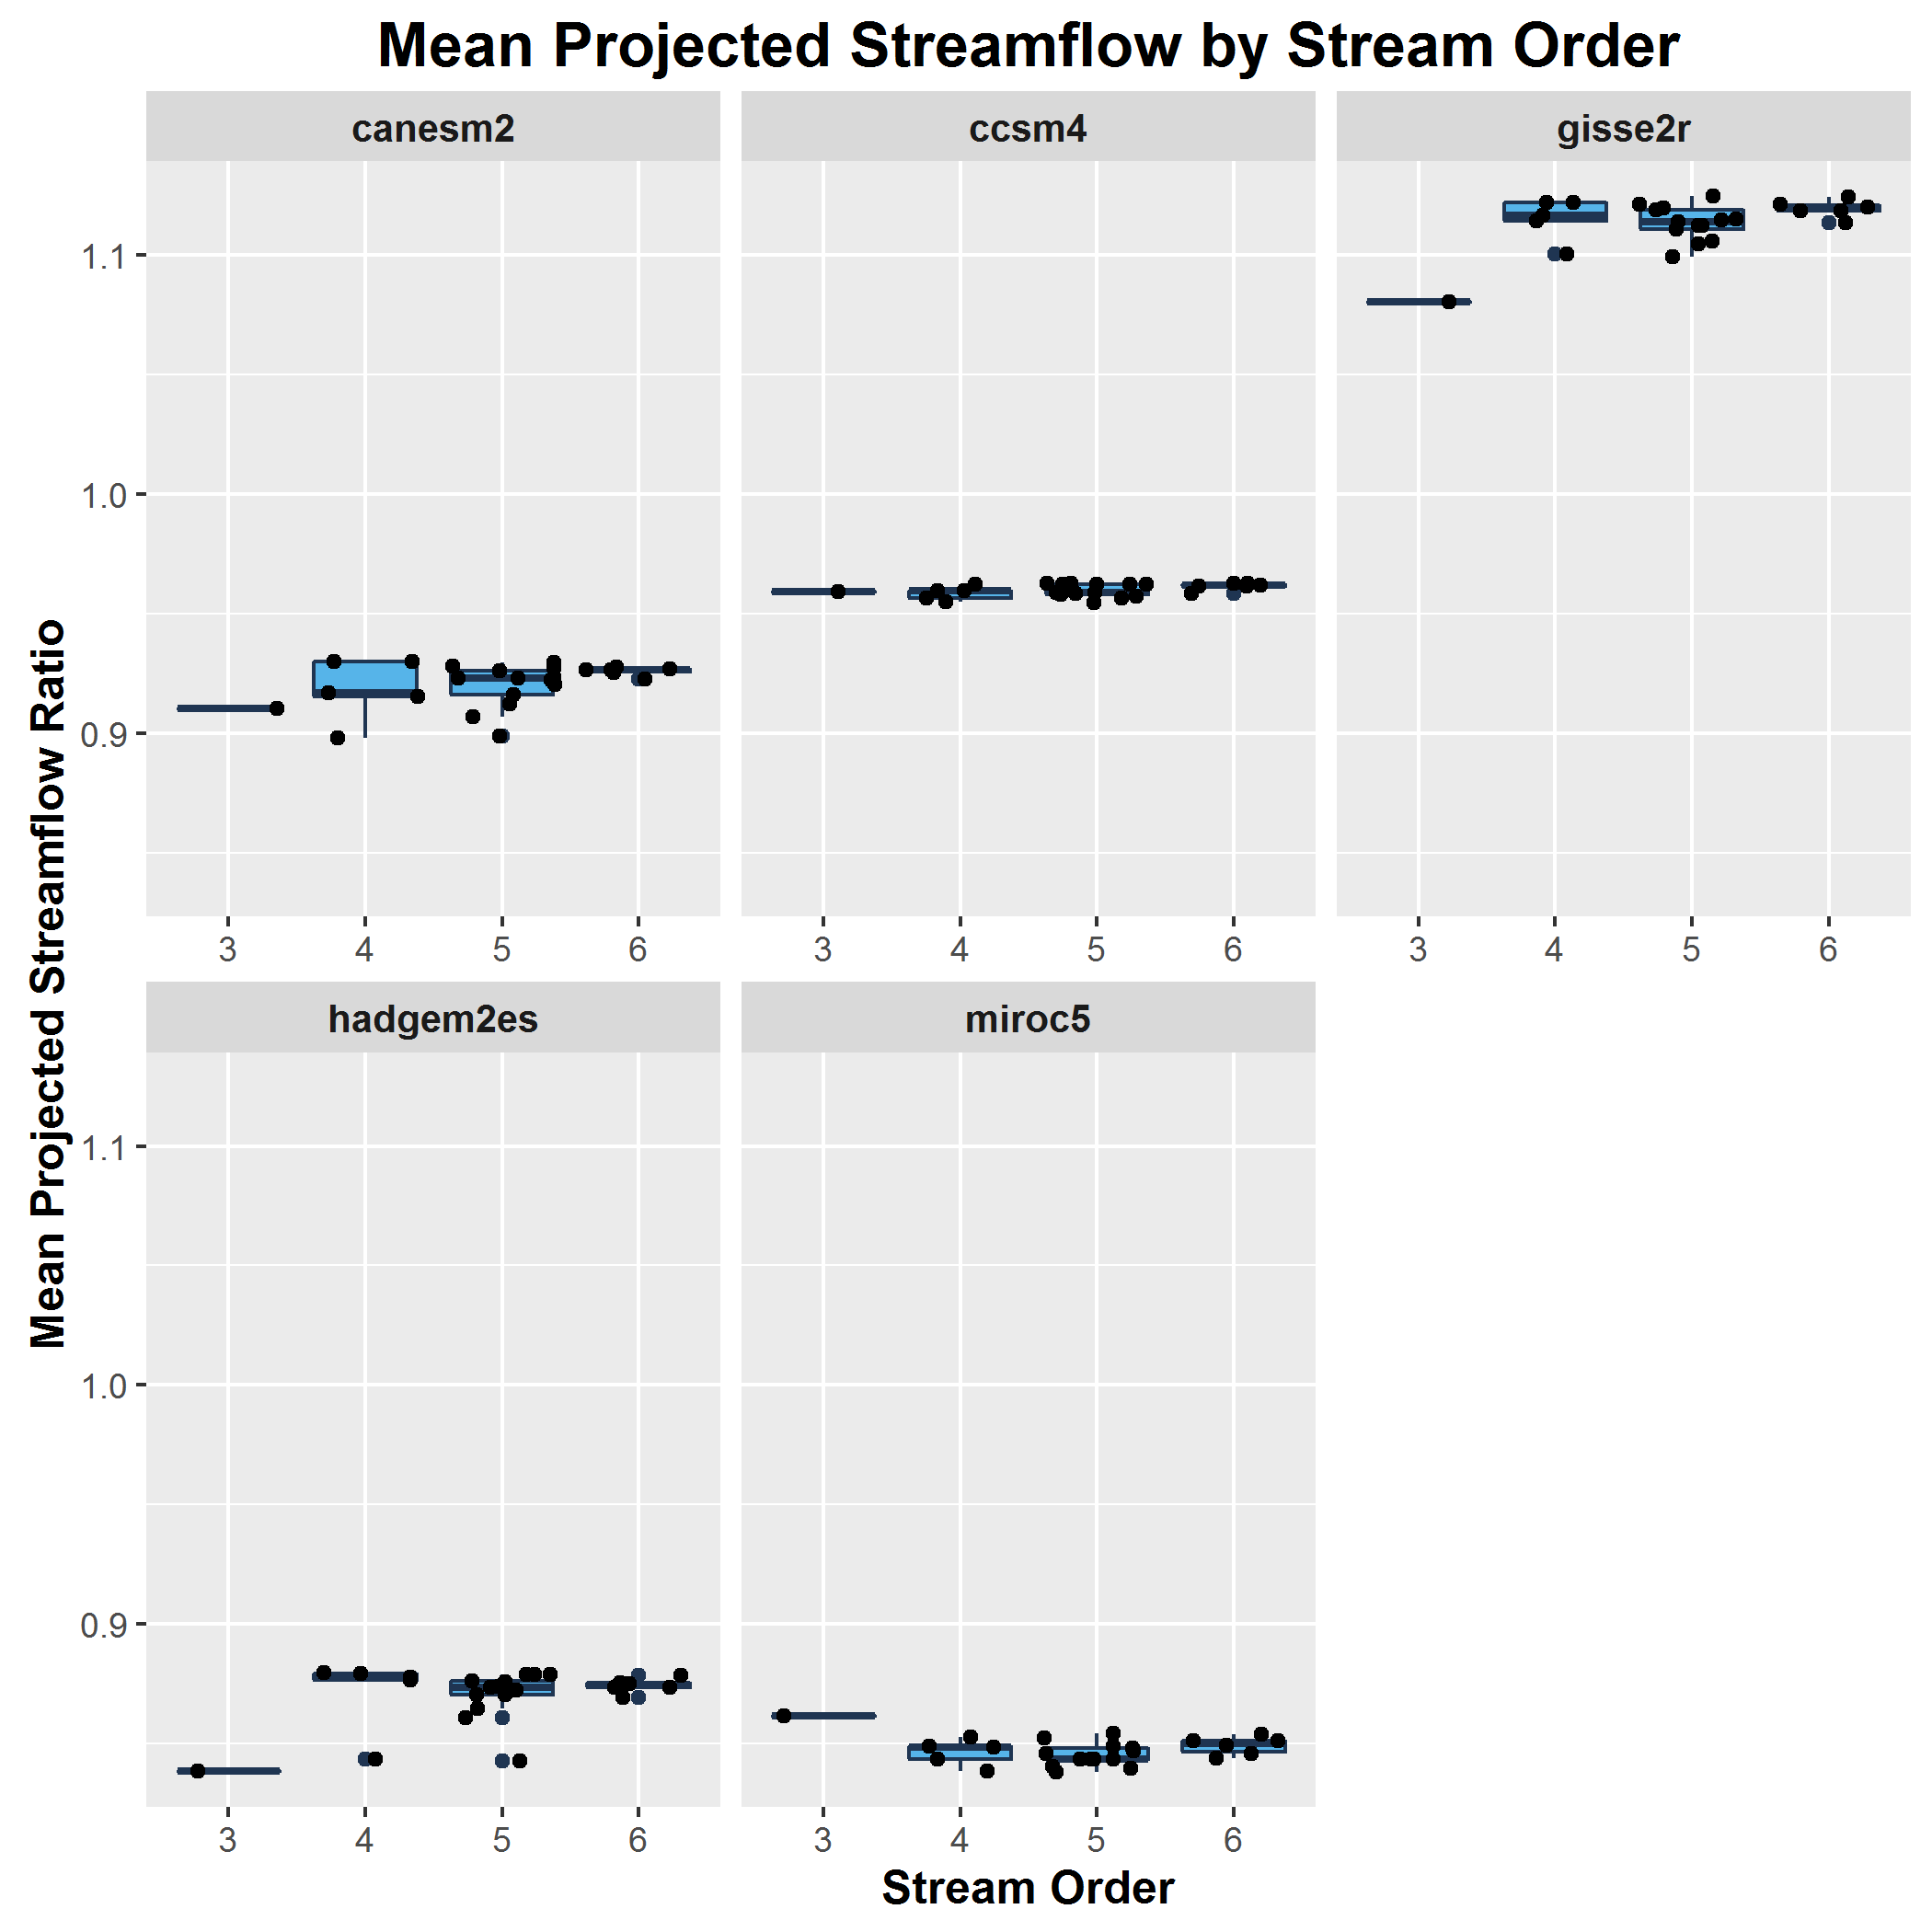 Mean Projected Streamflow by Stream Order
canesm2 ccsm4 gisse2r
1.1
1.0
0.9
3 4 5 6 3 4 5 6 3 4 5 6
Mean Projected Streamflow Ratio
hadgem2es miroc5
1.1
1.0
0.9
3 4 5 6 3 4 5 6
Stream Order